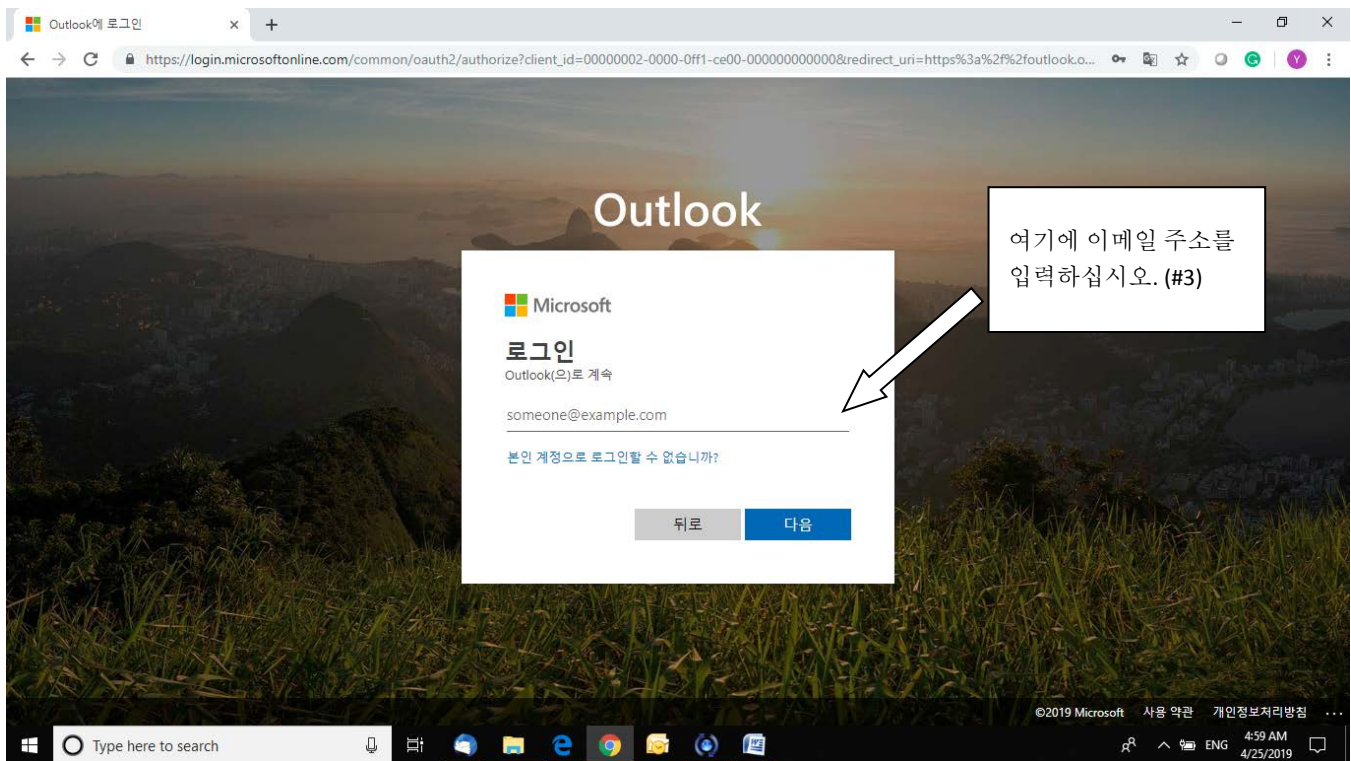 Outlook에 로그인
https://login.microsoftonline.com/common/oauth2/authorize?client_id=00000002-0000-0ff1-ce00-000000000000&redirect_uri=https%3a%2f%2foutlook.o...
Y
Outlook
여기에 이메일 주소를
입력하십시오. (#3)
Microsoft
로그인
Outlook(으)로 계속
someone@example.com
본인 계정으로 로그인할 수 없습니까?
뒤로 다음
©2019 Microsoft 사용 약관 개인정보처리방침 ...
Type here to search
ENG
4:59 AM
4/25/2019